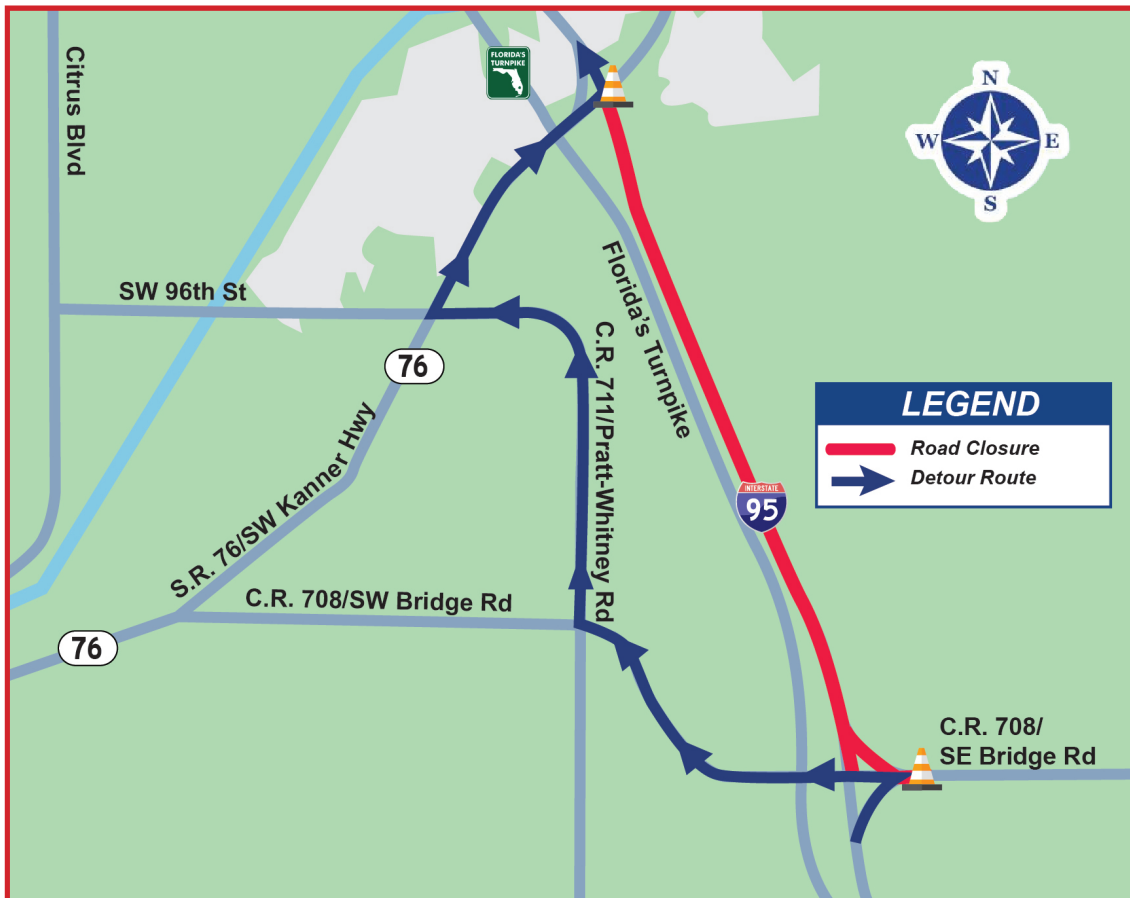 Citrus Blvd
FLORIDA'S
TURNPIKE
N
W
E
S
SW 96th St
76
C.R. 711/Pratt-Whitney Rd
Florida's Turnpike
LEGEND
Road Closure
Detour Route
INTERSTATE
95
S.R. 76/SW Kanner Hwy
C.R. 708/SW Bridge Rd
76
C.R. 708/
SE Bridge Rd